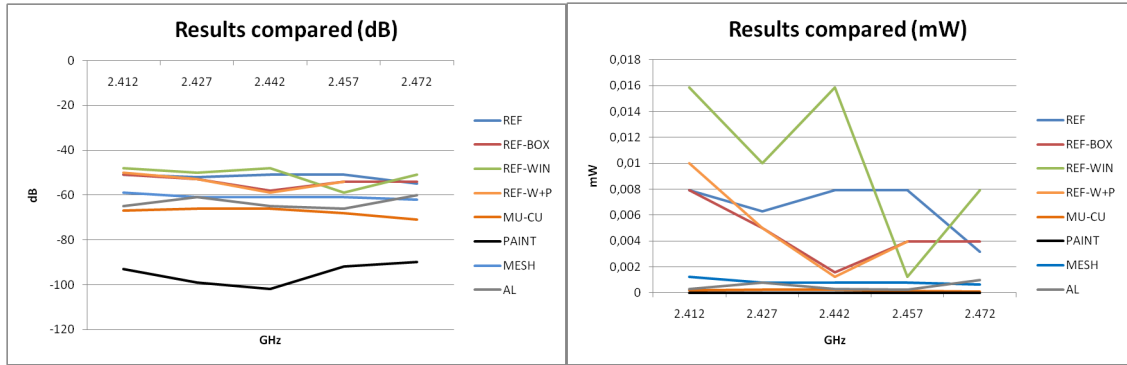 Results compared (dB)
0
-20
-40
-60
-80
-100
-120
dB
2.412 2.427 2.442 2.457 2.472
GHz
REF
REF-BOX
REF-WIN
REF-W+P
MU-CU
PAINT
MESH
AL
Results compared (mW)
0,018
0,016
0,014
0,012
0,01
0,008
0,006
0,004
0,002
0
mW
2.412 2.427 2.442 2.457 2.472
GHz
REF
REF-BOX
REF-WIN
REF-W+P
MU-CU
PAINT
MESH
AL